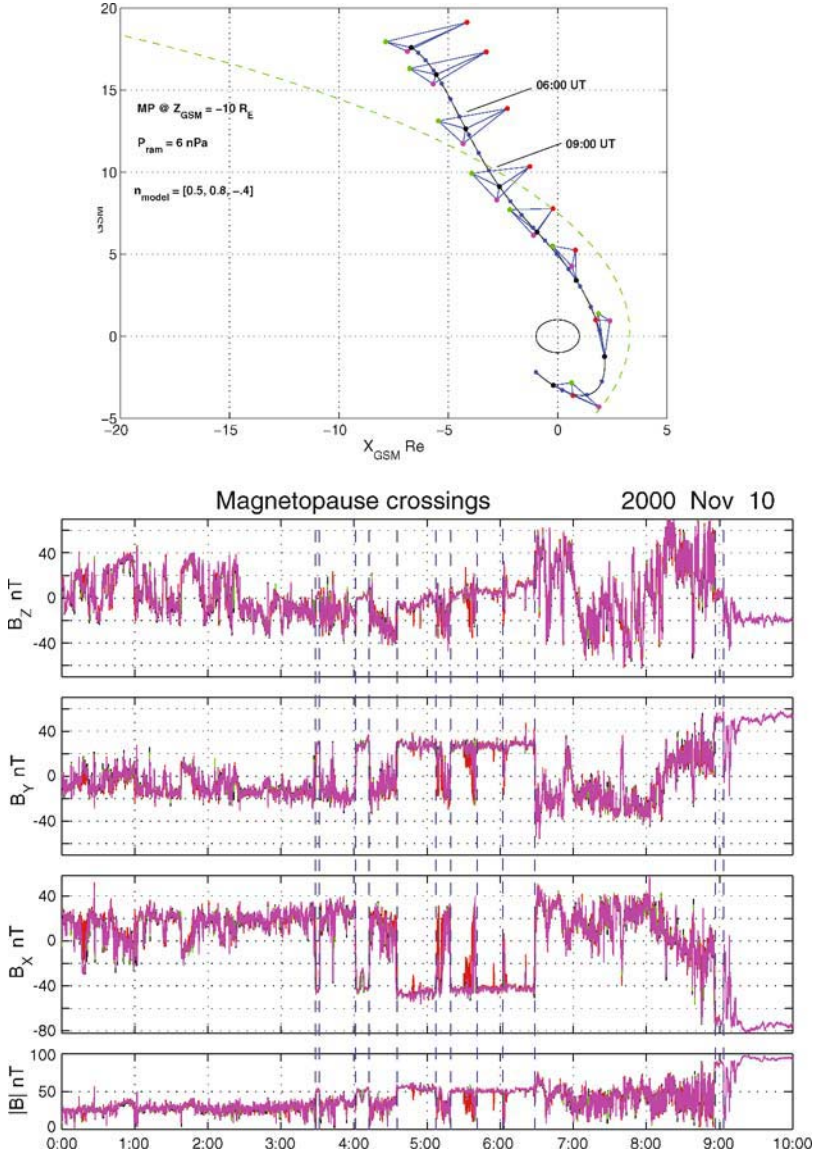 20
15
10
5
0
-5
MP @ Z_GSM = -10 R_E
P_ram = 6 nPa
n_model = [0.5, 0.8, -.4]
06:00 UT
09:00 UT
GSM
-20 -15 -10 -5 0 5
X_GSM Re
Magnetopause crossings 2000 Nov 10
B_Z nT
40
0
-40
B_Y nT
40
0
-40
B_X nT
40
0
-40
-80
|B| nT
100
50
0
0:00 1:00 2:00 3:00 4:00 5:00 6:00 7:00 8:00 9:00 10:00